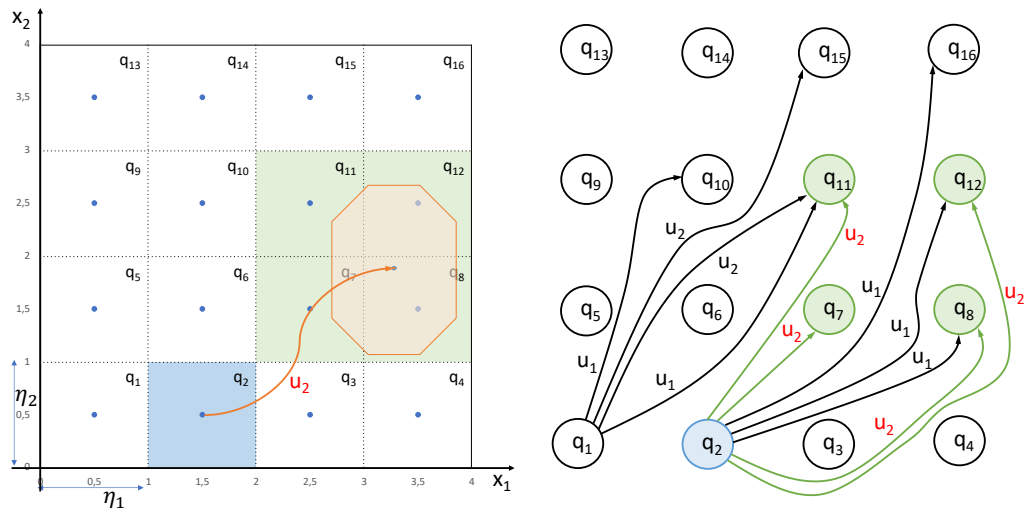 x₂
4
q₁₃ q₁₄ q₁₅ q₁₆
3,5
3
q₉ q₁₀ q₁₁ q₁₂
2,5
2
q₅ q₆ q₇ q₈
1,5
1
q₁ q₂ q₃ q₄
u₂
η₂
0,5
0
0 0,5 1 1,5 2 2,5 3 3,5 4
x₁
η₁
q₁₃ q₁₄ q₁₅ q₁₆
q₉ q₁₀ q₁₁ q₁₂
u₂ u₂
u₂
u₁ u₂
q₅ q₆ q₇ q₈
u₂ u₁
u₁ u₁
u₁
u₂
q₁ q₂ q₃ q₄